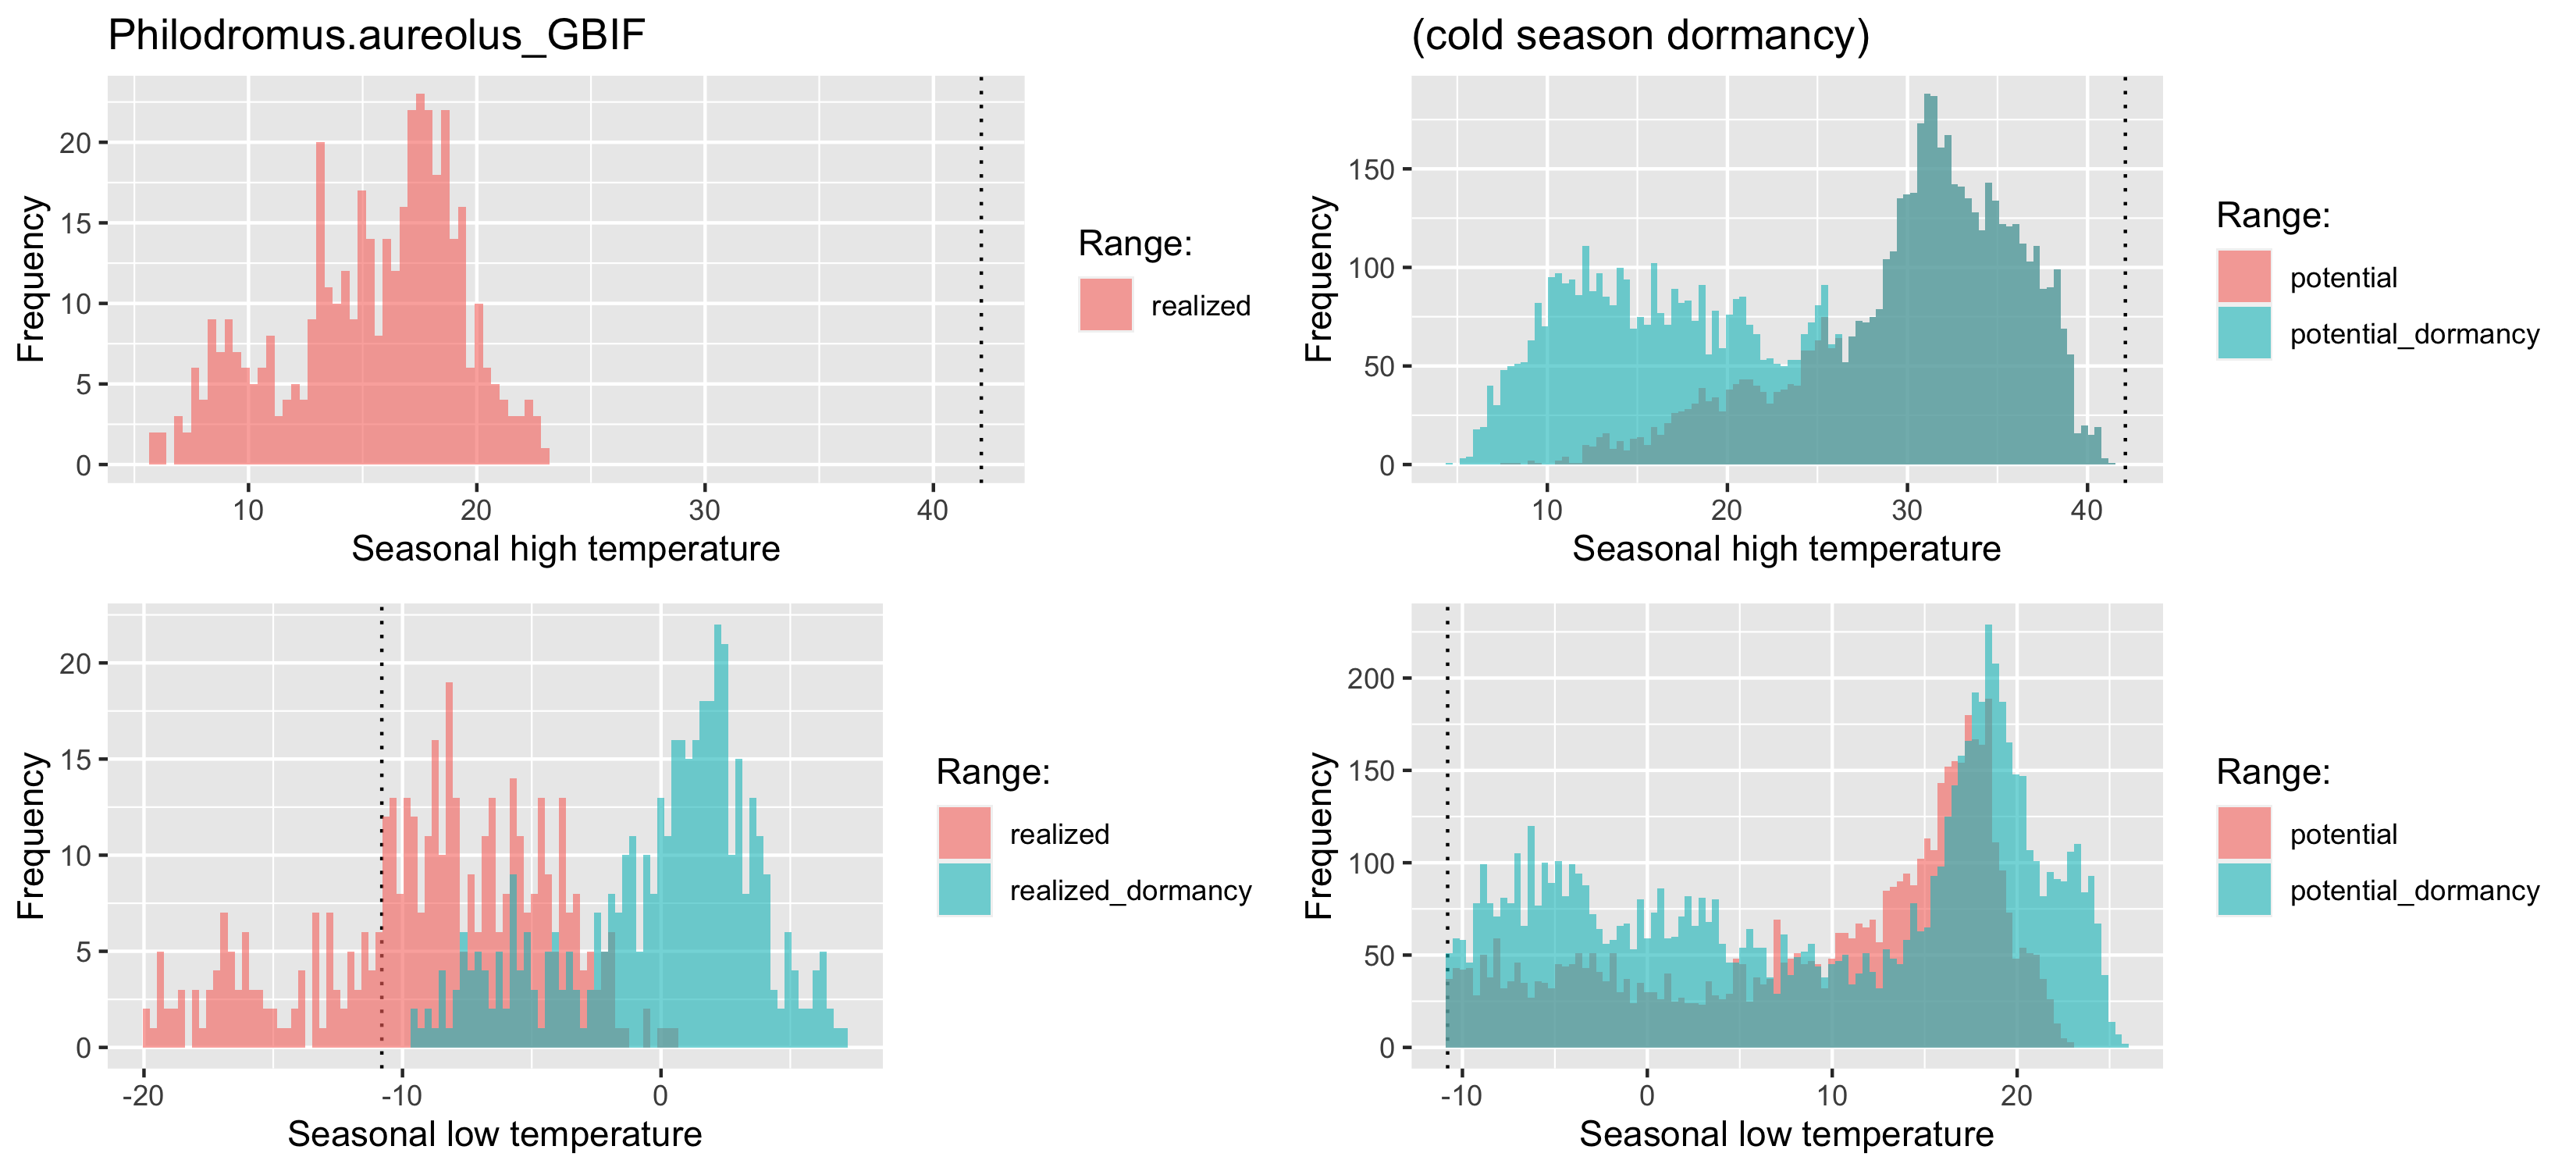 Philodromus.aureolus_GBIF
20
15
10
5
0
Frequency
10 20 30 40
Seasonal high temperature
Range:
realized
(cold season dormancy)
150
100
50
0
Frequency
10 20 30 40
Seasonal high temperature
Range:
potential
potential_dormancy
20
15
10
5
0
Frequency
-20 -10 0
Seasonal low temperature
Range:
realized
realized_dormancy
200
150
100
50
0
Frequency
-10 0 10 20
Seasonal low temperature
Range:
potential
potential_dormancy